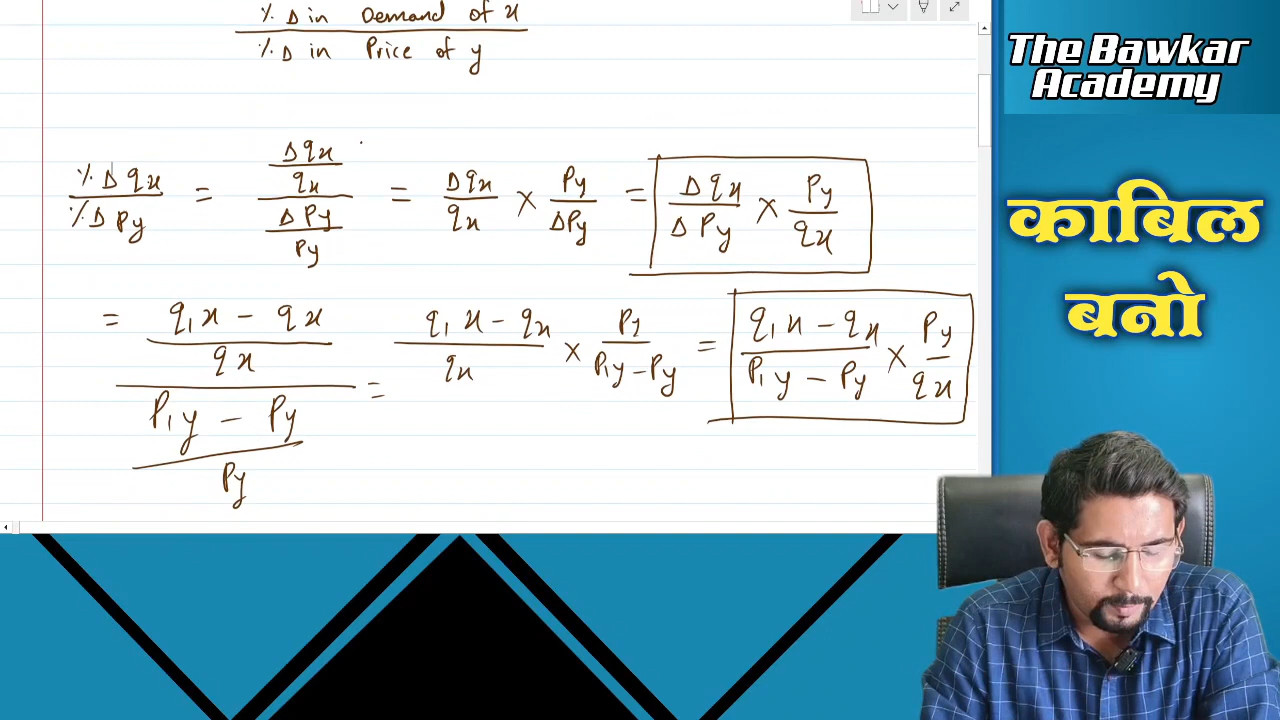 % Δ in Demand of x
% Δ in Price of y
% Δ qx / % Δ Py = (Δqx / qx) / (Δ Py / Py) = Δqx / qx × Py / ΔPy = Δqx / Δ Py × Py / qx
= (q₁x - qx / qx) / (P₁y - Py / Py) = q₁x - qx / qx × Py / P₁y - Py = q₁x - qx / P₁y - Py × Py / qx
The Bawkar
Academy
काबिल
बनो